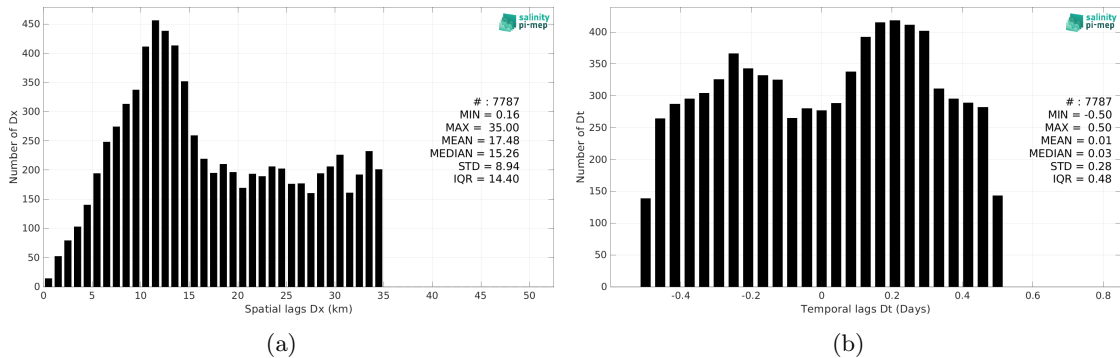 450
400
350
300
250
200
150
100
50
0
Number of Dx
0 5 10 15 20 25 30 35 40 45 50
Spatial lags Dx (km)
salinity
pi-mep
# : 7787
MIN = 0.16
MAX = 35.00
MEAN = 17.48
MEDIAN = 15.26
STD = 8.94
IQR = 14.40
(a)
400
350
300
250
200
150
100
50
0
Number of Dt
-0.4 -0.2 0 0.2 0.4 0.6 0.8
Temporal lags Dt (Days)
salinity
pi-mep
# : 7787
MIN = -0.50
MAX = 0.50
MEAN = 0.01
MEDIAN = 0.03
STD = 0.28
IQR = 0.48
(b)